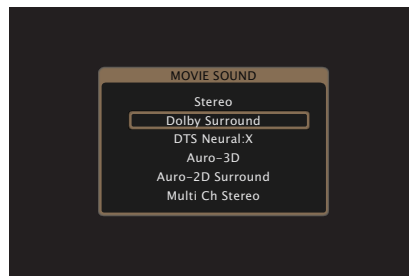 MOVIE SOUND
Stereo
Dolby Surround
DTS Neural:X
Auro-3D
Auro-2D Surround
Multi Ch Stereo